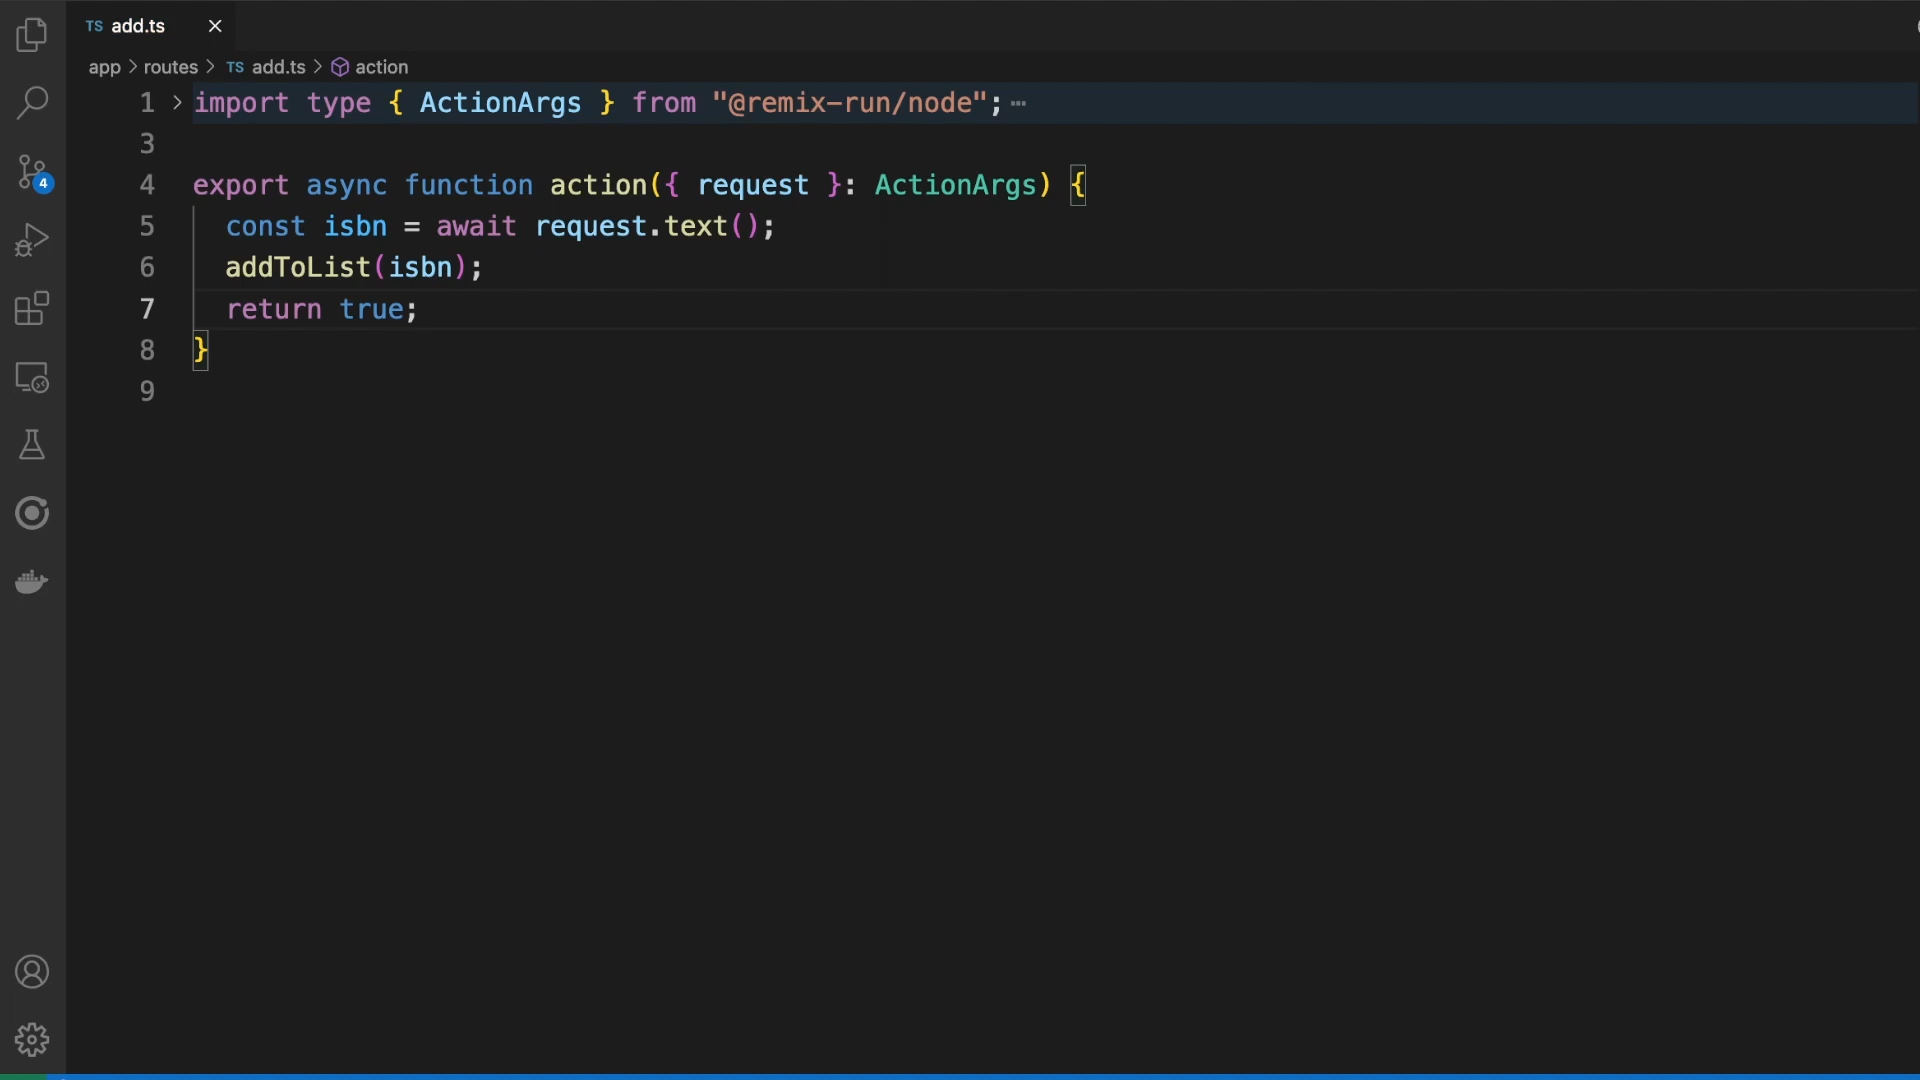 TS add.ts ×
app > routes > TS add.ts > action
1 > import type { ActionArgs } from "@remix-run/node"; ⋯
3
4 export async function action({ request }: ActionArgs) {
5 const isbn = await request.text();
6 addToList(isbn);
7 return true;
8 }
9
4